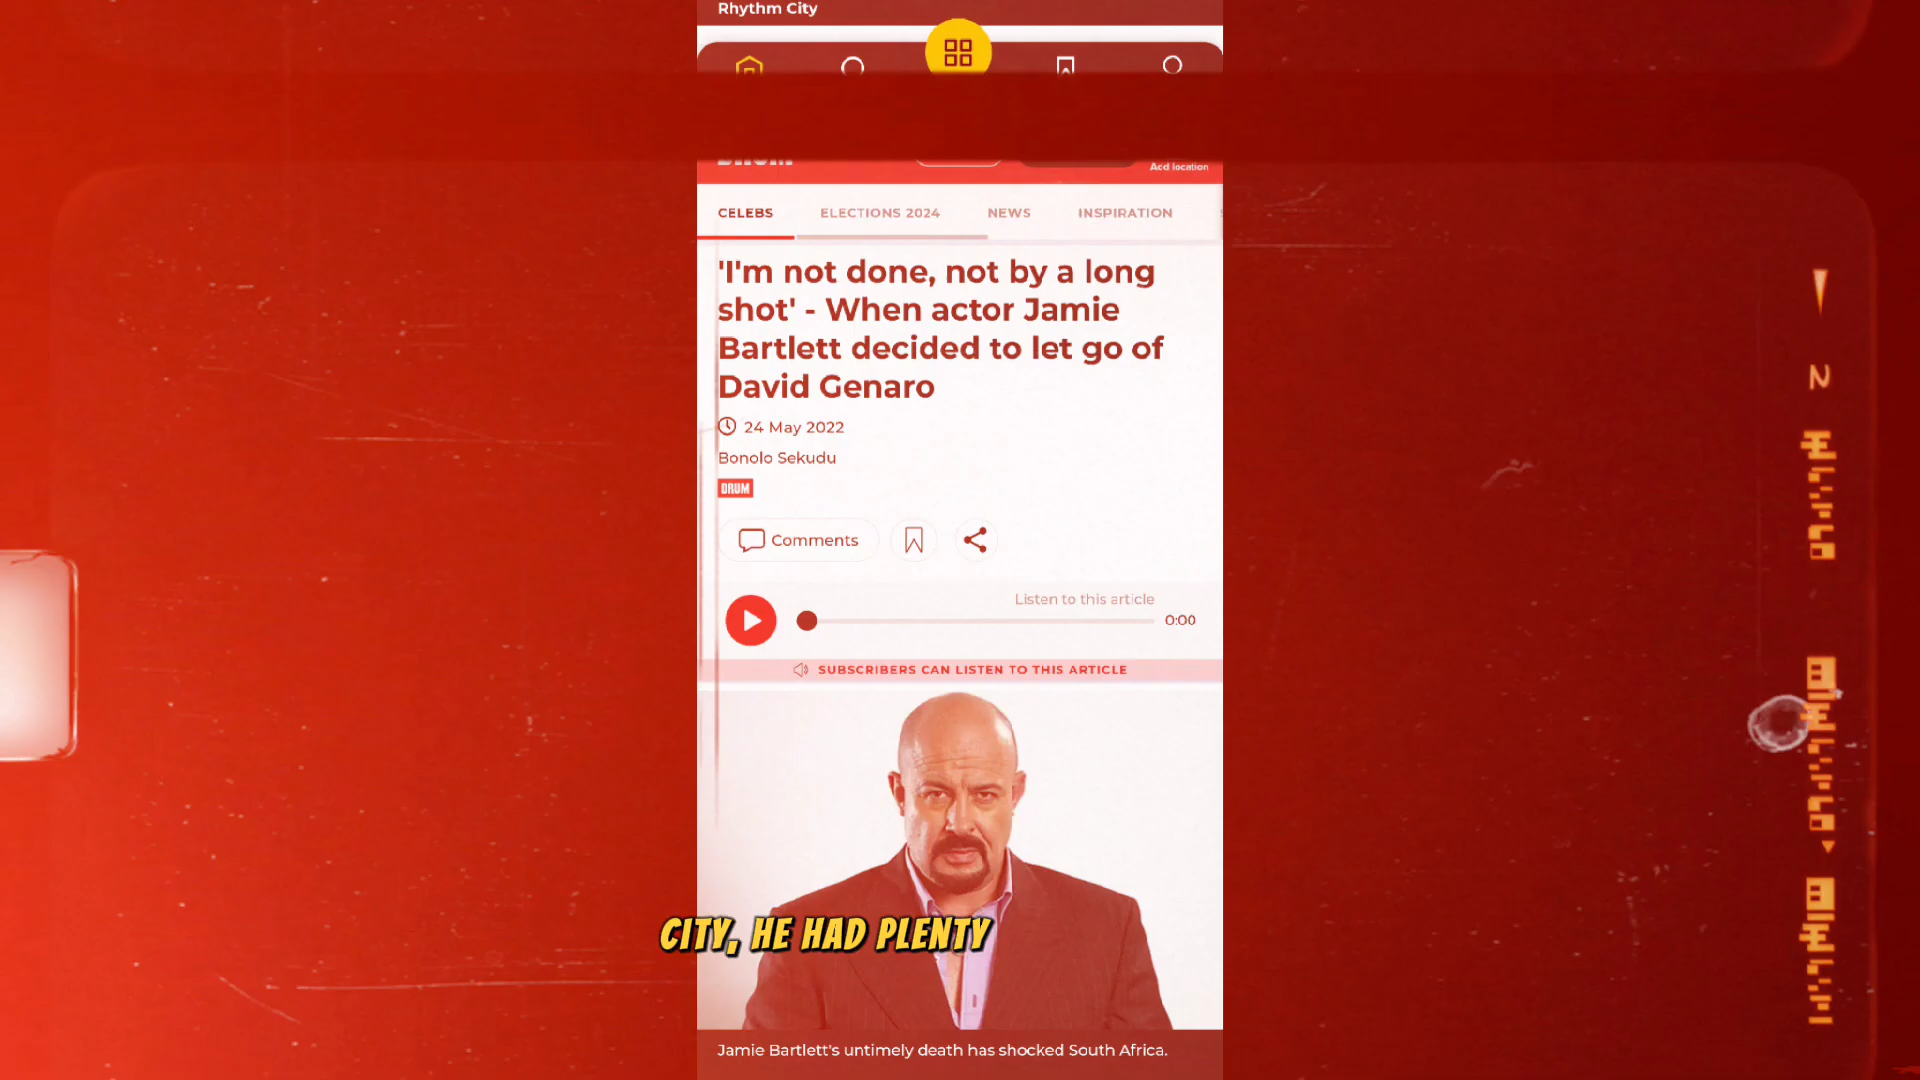 Rhythm City
Add location
CELEBS ELECTIONS 2024 NEWS INSPIRATION
'I'm not done, not by a long
shot' - When actor Jamie
Bartlett decided to let go of
David Genaro
24 May 2022
Bonolo Sekudu
DRUM
Comments
Listen to this article
0:00
SUBSCRIBERS CAN LISTEN TO THIS ARTICLE
CITY, HE HAD PLENTY
Jamie Bartlett's untimely death has shocked South Africa.
2